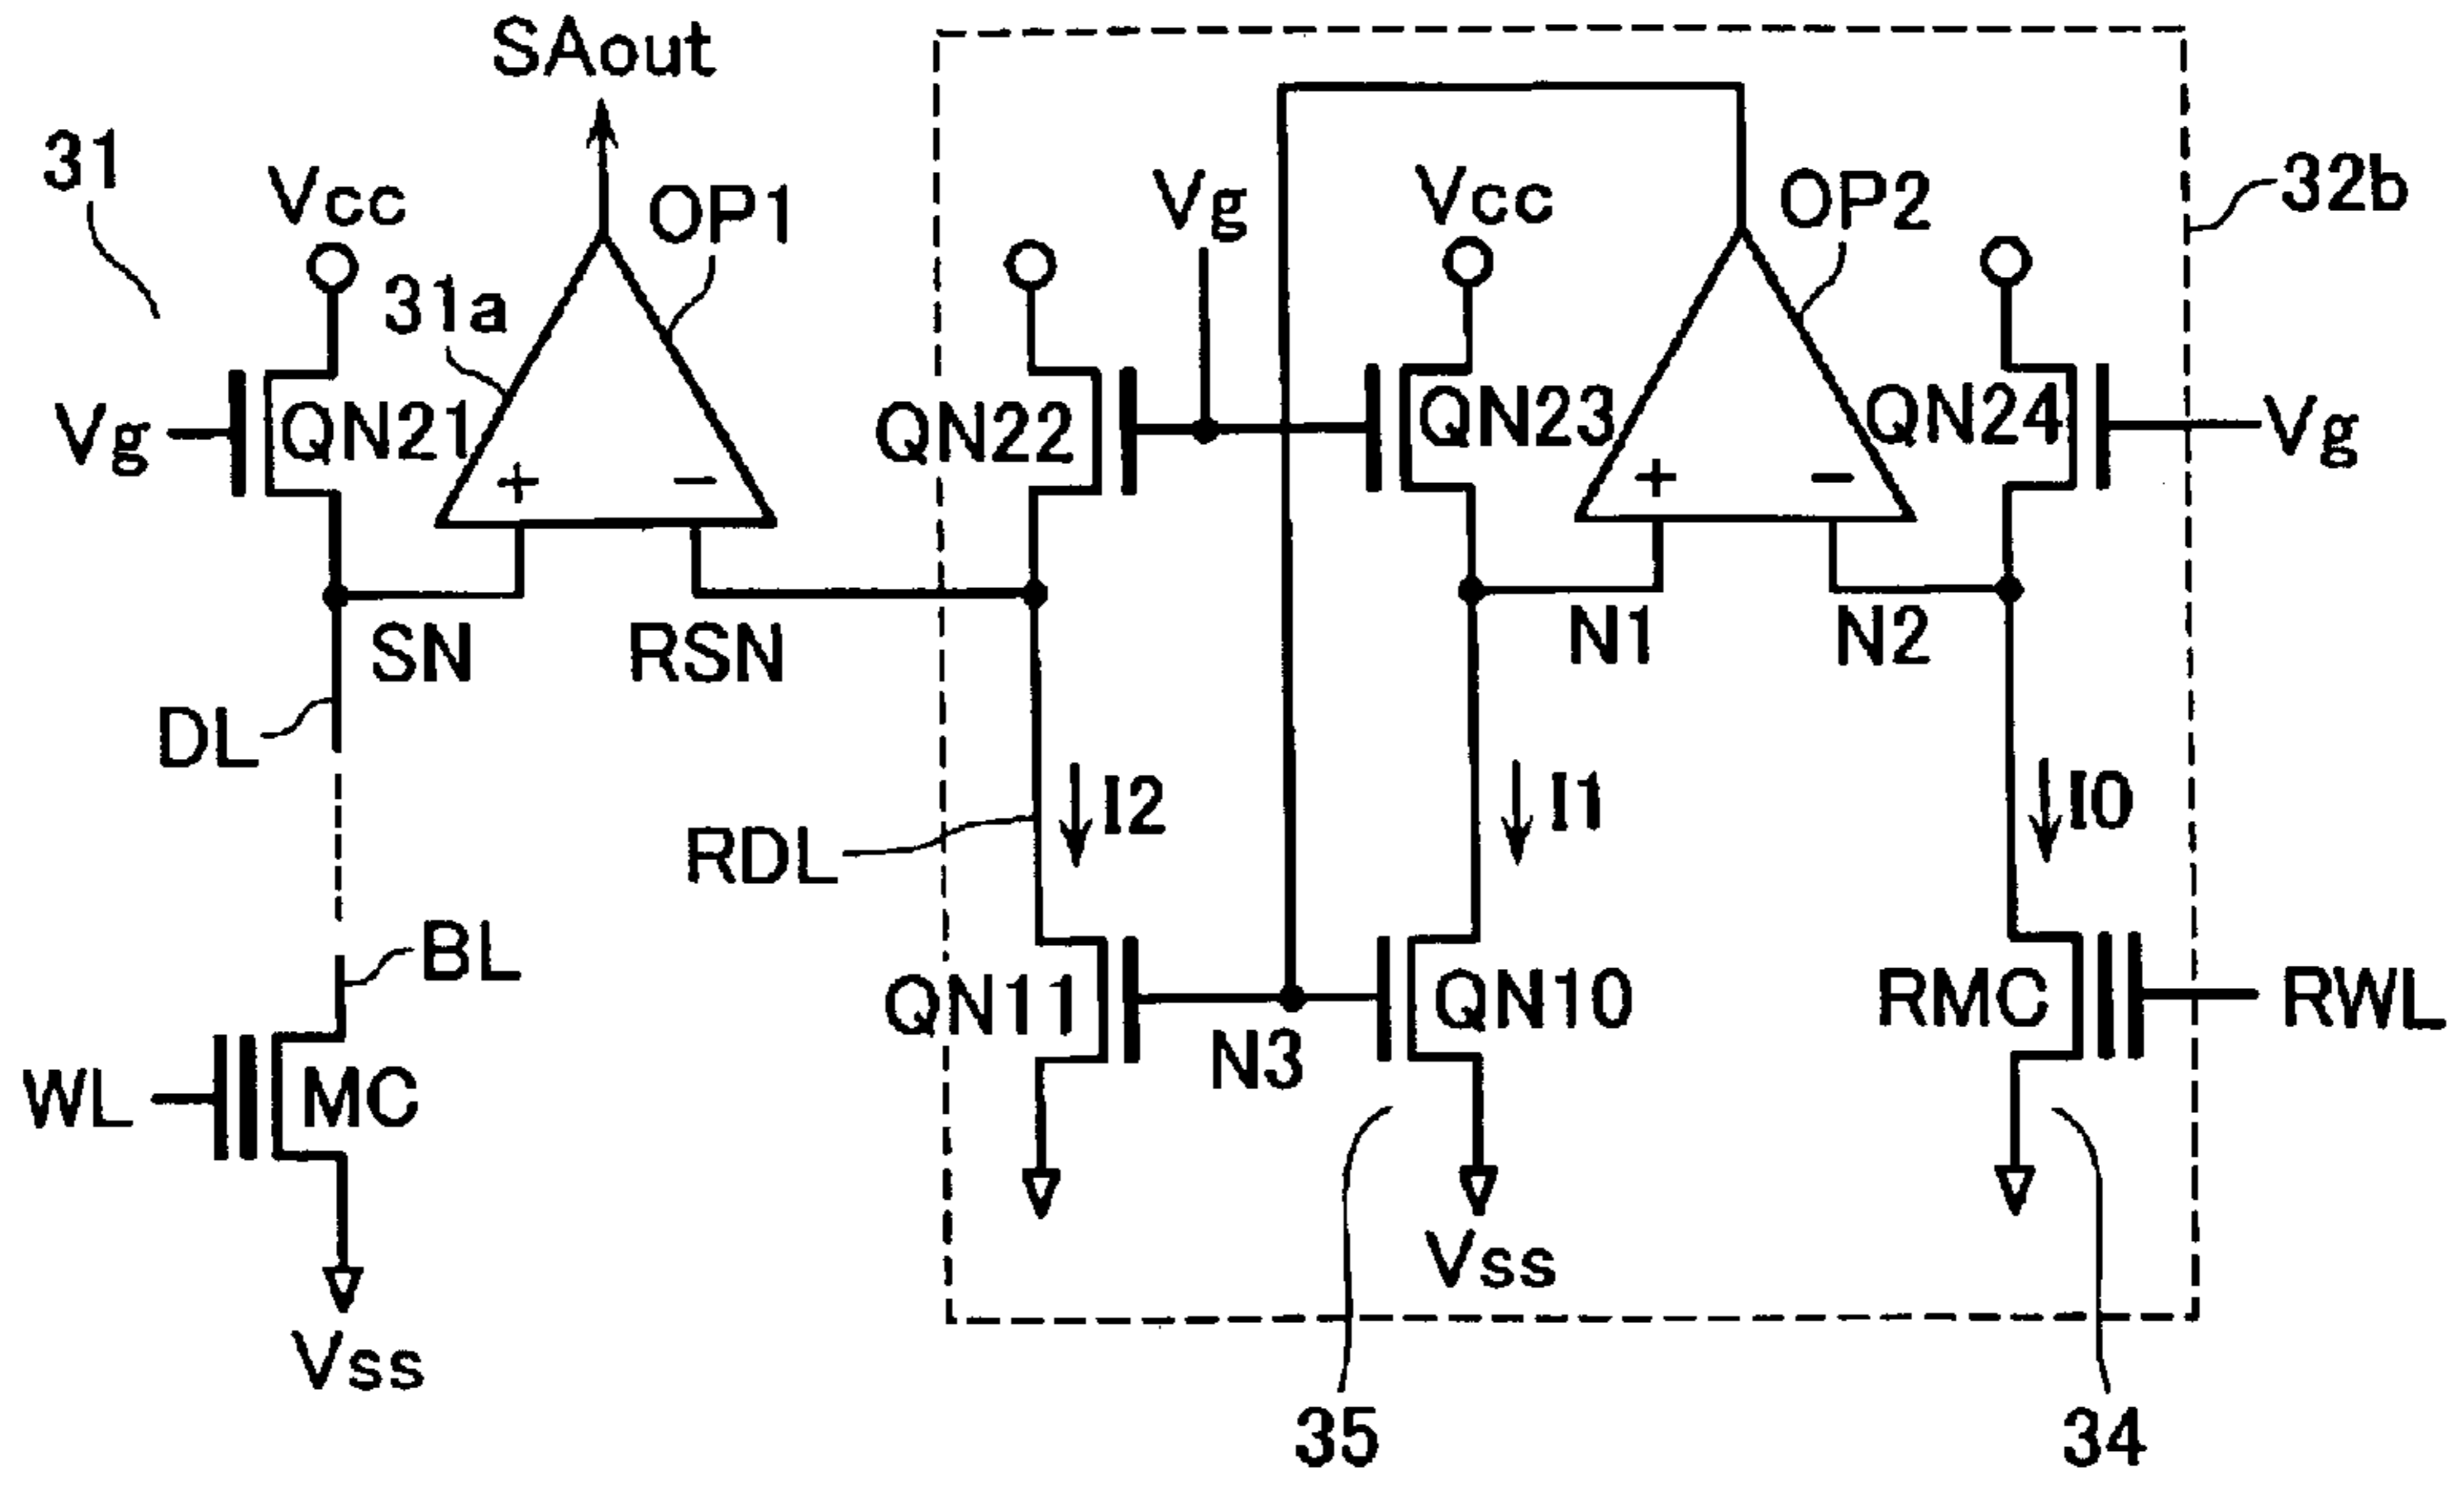 SAout
31
Vcc
OP1
Vg
Vcc
OP2
32b
31a
Vg
QN21
QN22
QN23
QN24
Vg
+
−
+
−
SN
RSN
N1
N2
DL
I2
I1
I0
RDL
BL
QN11
QN10
RMC
RWL
N3
WL
MC
Vss
Vss
35
34